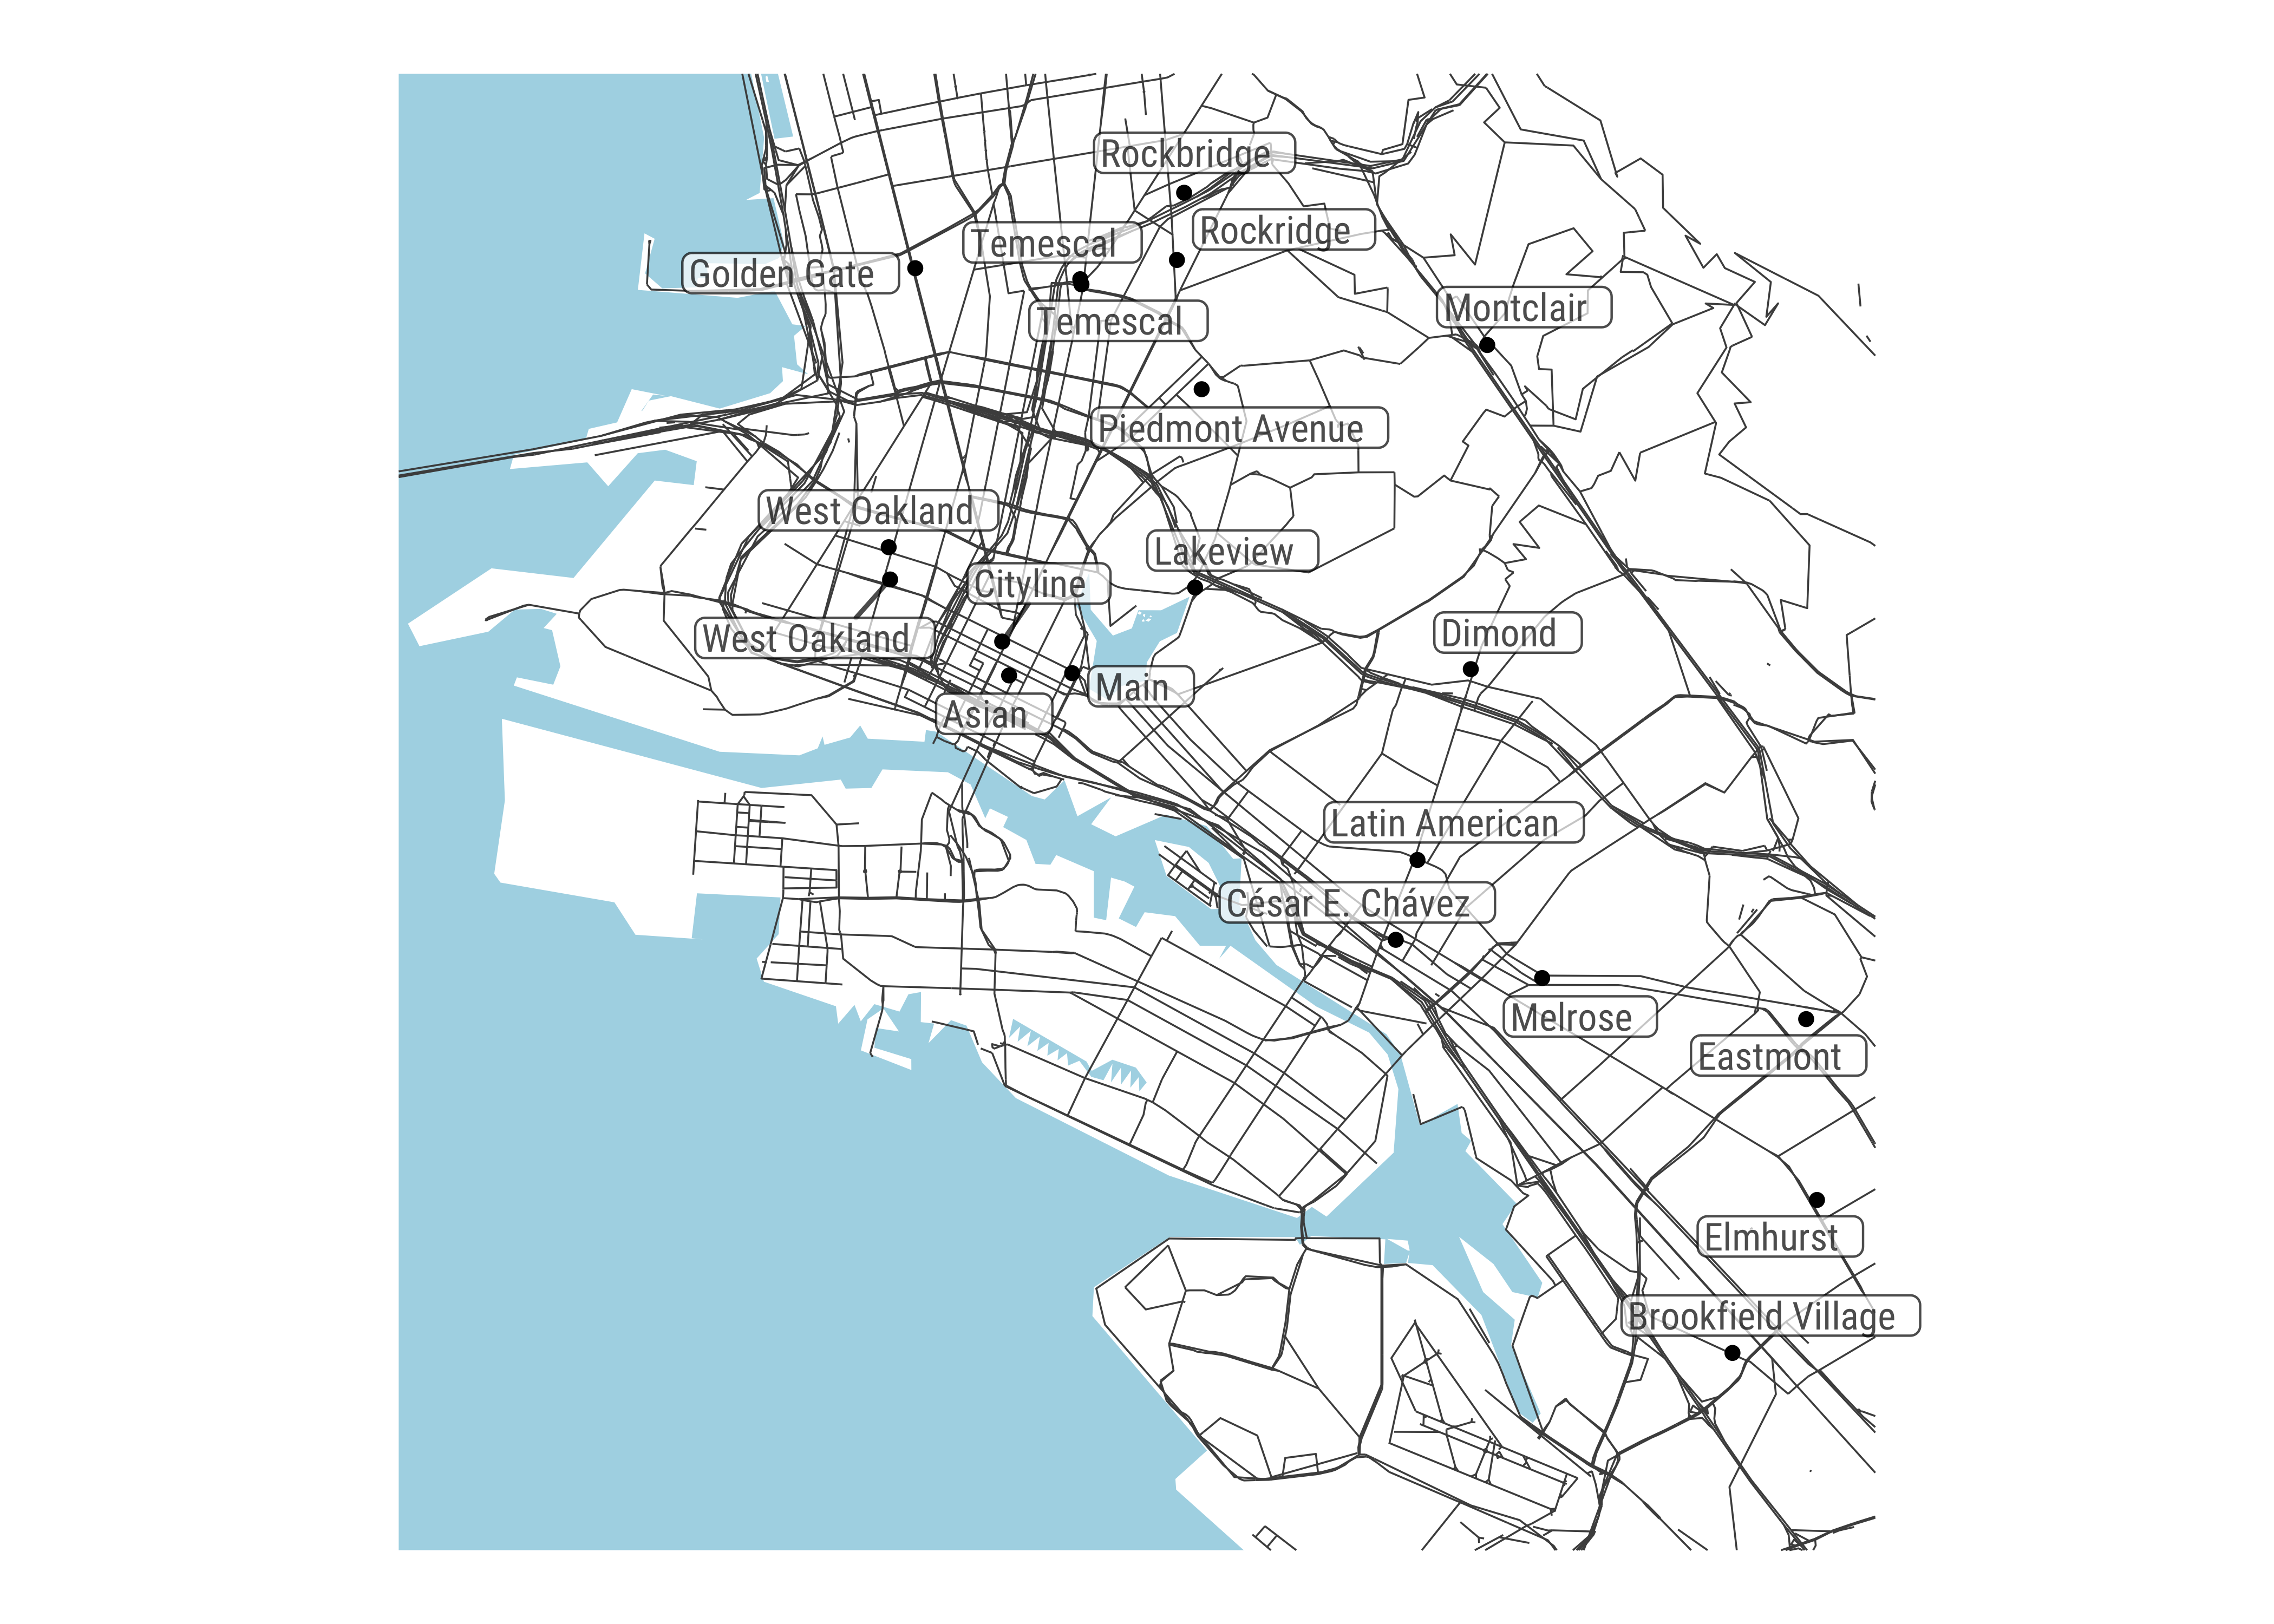 Rockbridge
Rockridge
Temescal
Golden Gate
Montclair
Temescal
Piedmont Avenue
West Oakland
Lakeview
Cityline
Dimond
West Oakland
Main
Asian
Latin American
César E. Chávez
Melrose
Eastmont
Elmhurst
Brookfield Village